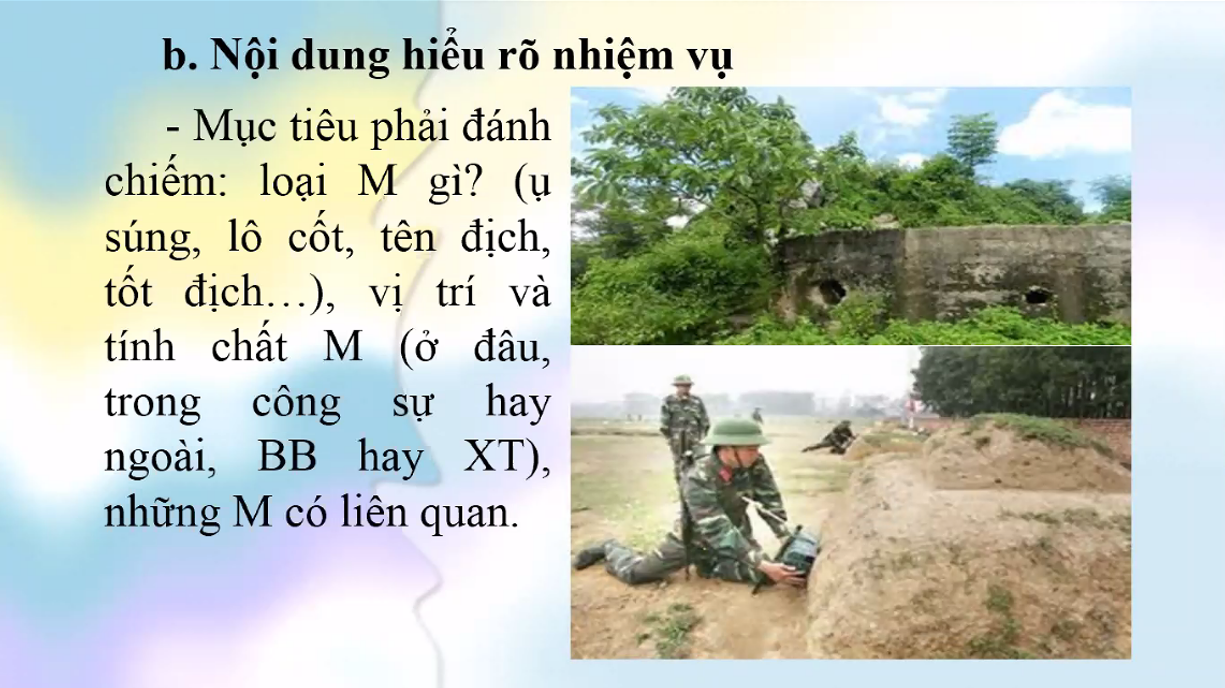 b. Nội dung hiểu rõ nhiệm vụ
- Mục tiêu phải đánh
chiếm: loại M gì? (ụ
súng, lô cốt, tên địch,
tốt địch…), vị trí và
tính chất M (ở đâu,
trong công sự hay
ngoài, BB hay XT),
những M có liên quan.